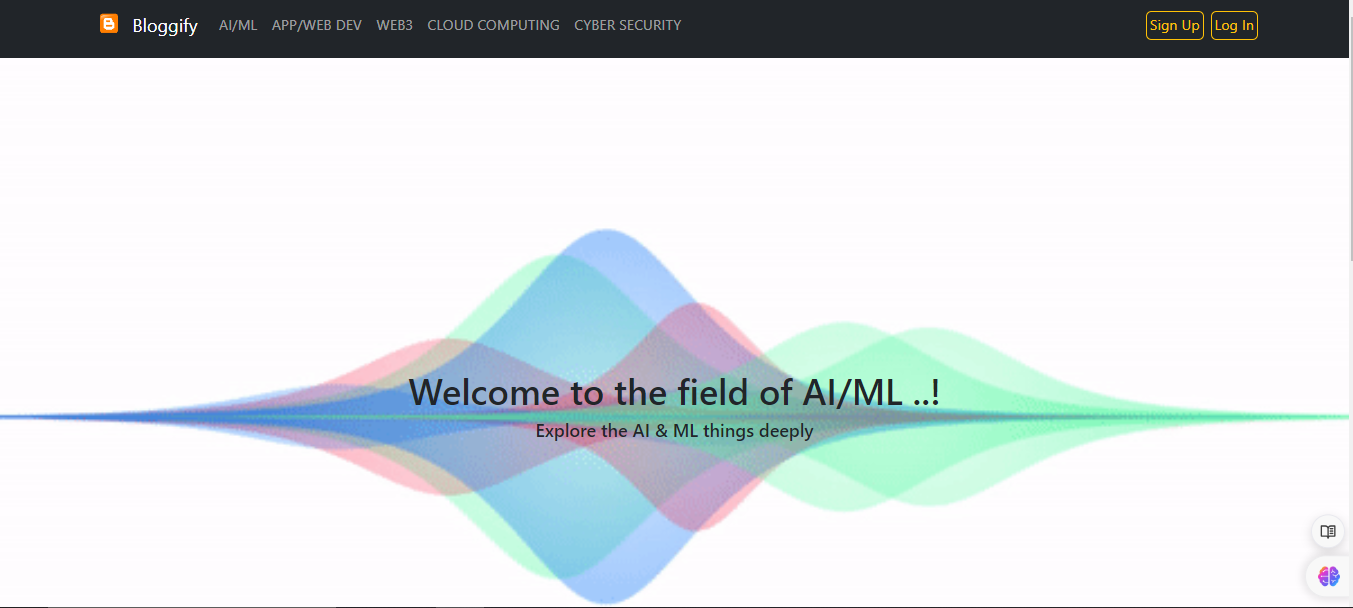 Bloggify AI/ML APP/WEB DEV WEB3 CLOUD COMPUTING CYBER SECURITY Sign Up Log In
Welcome to the field of AI/ML ..!
Explore the AI & ML things deeply